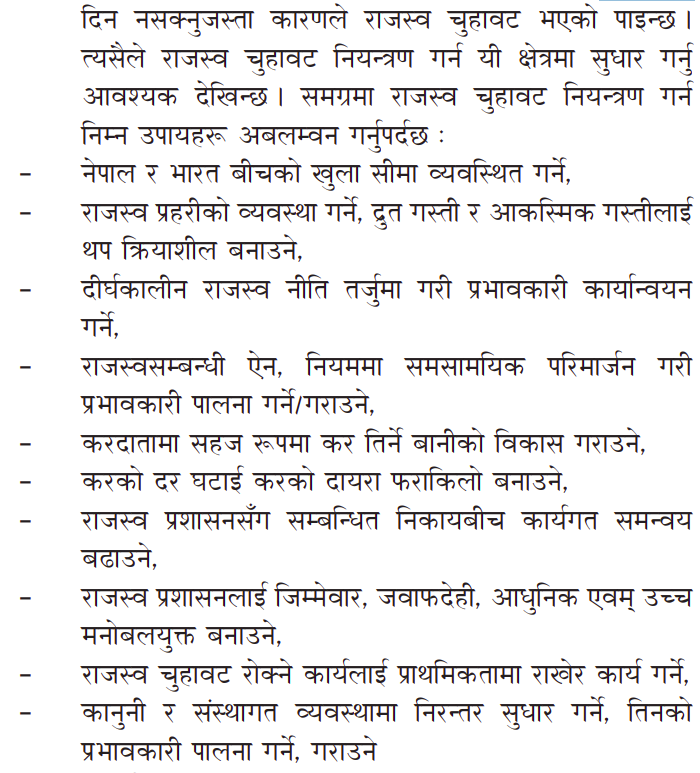 दिन नसक्नुजस्ता कारणले राजस्व चुहावट भएको पाइन्छ ।
त्यसैले राजस्व चुहावट नियन्त्रण गर्न यी क्षेत्रमा सुधार गर्नु
आवश्यक देखिन्छ । समग्रमा राजस्व चुहावट नियन्त्रण गर्न
निम्न उपायहरू अबलम्वन गर्नुपर्दछ :
– नेपाल र भारत बीचको खुला सीमा व्यवस्थित गर्ने,
– राजस्व प्रहरीको व्यवस्था गर्ने, द्रुत गस्ती र आकस्मिक गस्तीलाई
थप क्रियाशील बनाउने,
– दीर्घकालीन राजस्व नीति तर्जुमा गरी प्रभावकारी कार्यान्वयन
गर्ने,
– राजस्वसम्बन्धी ऐन, नियममा समसामयिक परिमार्जन गरी
प्रभावकारी पालना गर्ने/गराउने,
– करदातामा सहज रूपमा कर तिर्ने बानीको विकास गराउने,
– करको दर घटाई करको दायरा फराकिलो बनाउने,
– राजस्व प्रशासनसँग सम्बन्धित निकायबीच कार्यगत समन्वय
बढाउने,
– राजस्व प्रशासनलाई जिम्मेवार, जवाफदेही, आधुनिक एवम् उच्च
मनोबलयुक्त बनाउने,
– राजस्व चुहावट रोक्ने कार्यलाई प्राथमिकतामा राखेर कार्य गर्ने,
– कानुनी र संस्थागत व्यवस्थामा निरन्तर सुधार गर्ने, तिनको
प्रभावकारी पालना गर्ने, गराउने